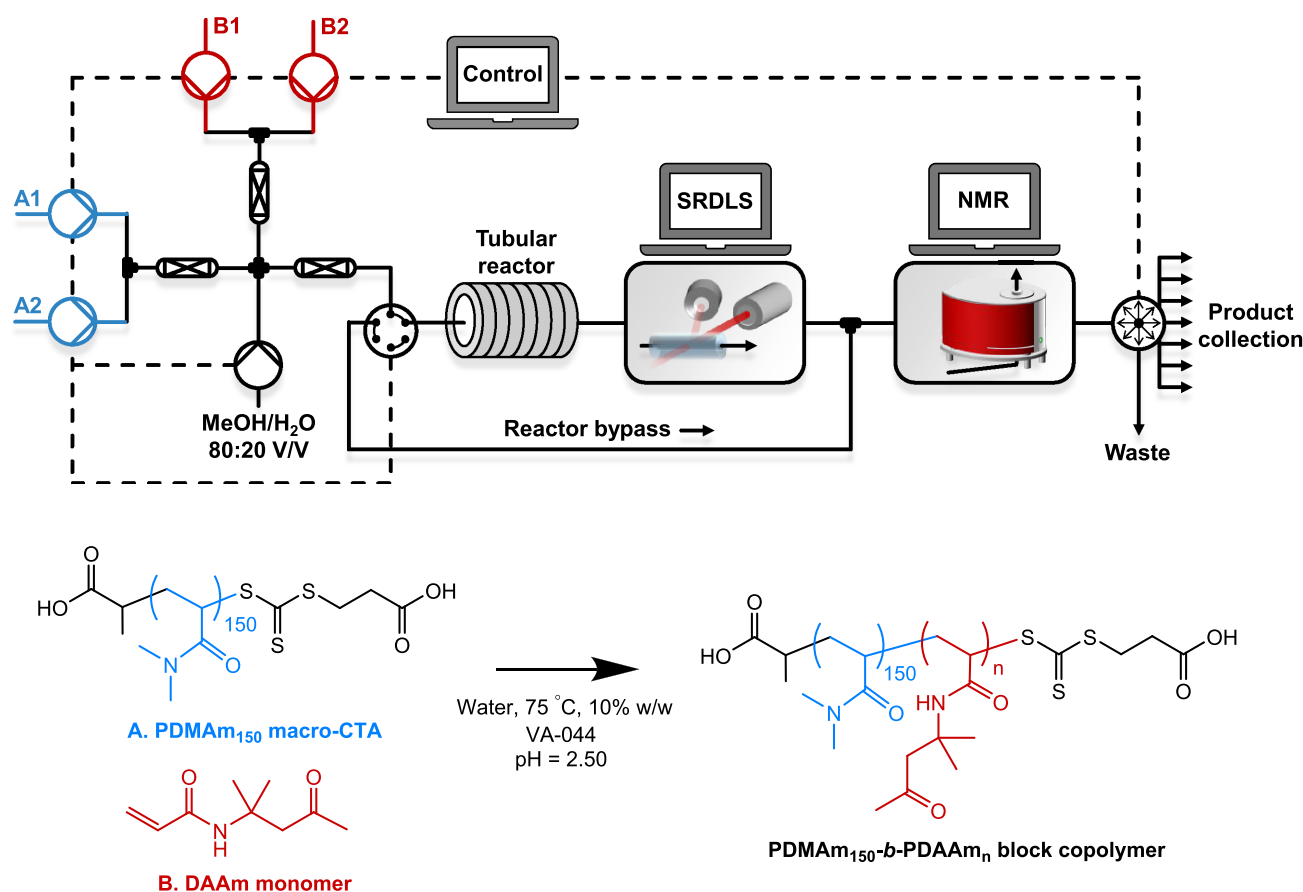 B1
B2
Control
A1
A2
SRDLS
NMR
Tubular
reactor
Product
collection
MeOH/H₂O
80:20 V/V
Reactor bypass
Waste
O
HO
S
S
150
S
O
OH
N
O
A. PDMAm₁₅₀ macro-CTA
O
O
N
H
B. DAAm monomer
Water, 75 °C, 10% w/w
VA-044
pH = 2.50
O
HO
150
n
S
S
S
OH
O
N
O
HN
O
O
PDMAm₁₅₀-b-PDAAmₙ block copolymer